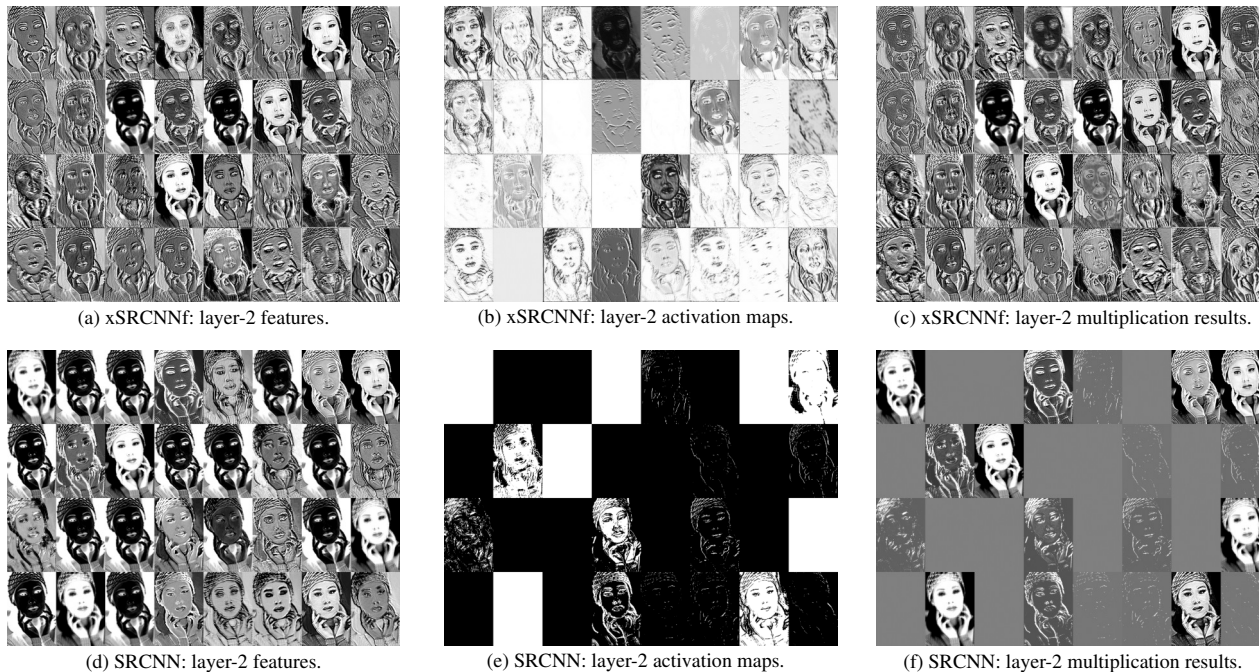 (a) xSRCNNf: layer-2 features.
(b) xSRCNNf: layer-2 activation maps.
(c) xSRCNNf: layer-2 multiplication results.
(d) SRCNN: layer-2 features.
(e) SRCNN: layer-2 activation maps.
(f) SRCNN: layer-2 multiplication results.